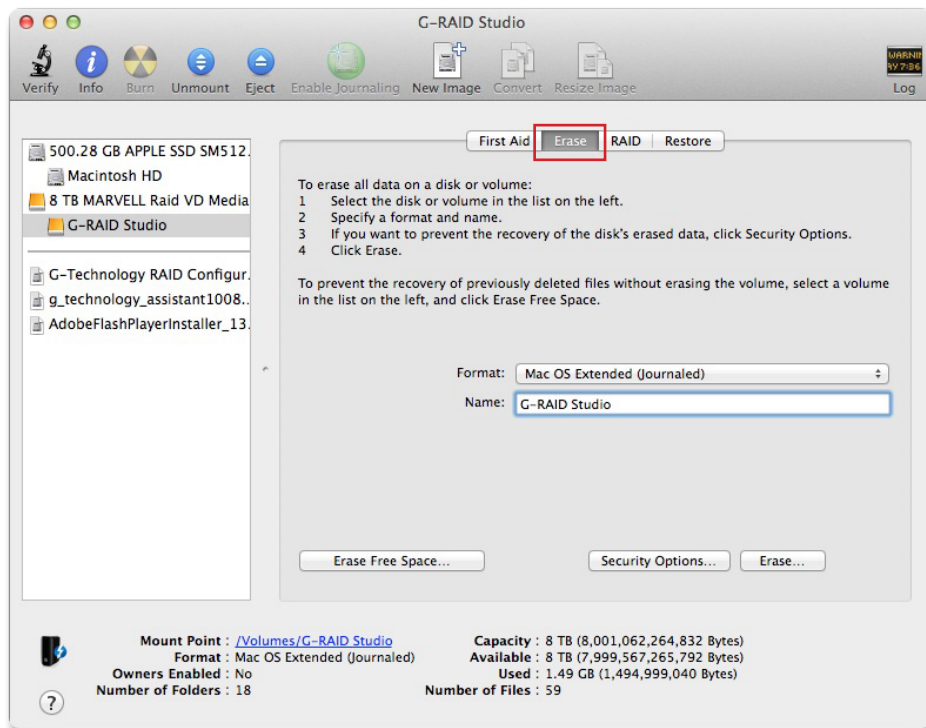 G-RAID Studio
Verify Info Burn Unmount Eject Enable Journaling New Image Convert Resize Image Log
WARNIN
AY 7:86
500.28 GB APPLE SSD SM512.
Macintosh HD
8 TB MARVELL Raid VD Media
G-RAID Studio
G-Technology RAID Configur.
g_technology_assistant1008..
AdobeFlashPlayerInstaller_13.
First Aid Erase RAID Restore
To erase all data on a disk or volume:
1 Select the disk or volume in the list on the left.
2 Specify a format and name.
3 If you want to prevent the recovery of the disk's erased data, click Security Options.
4 Click Erase.
To prevent the recovery of previously deleted files without erasing the volume, select a volume
in the list on the left, and click Erase Free Space.
Format: Mac OS Extended (Journaled)
Name: G-RAID Studio
Erase Free Space... Security Options... Erase...
Mount Point : /Volumes/G-RAID Studio
Format : Mac OS Extended (Journaled)
Owners Enabled : No
Number of Folders : 18
Capacity : 8 TB (8,001,062,264,832 Bytes)
Available : 8 TB (7,999,567,265,792 Bytes)
Used : 1.49 GB (1,494,999,040 Bytes)
Number of Files : 59
?